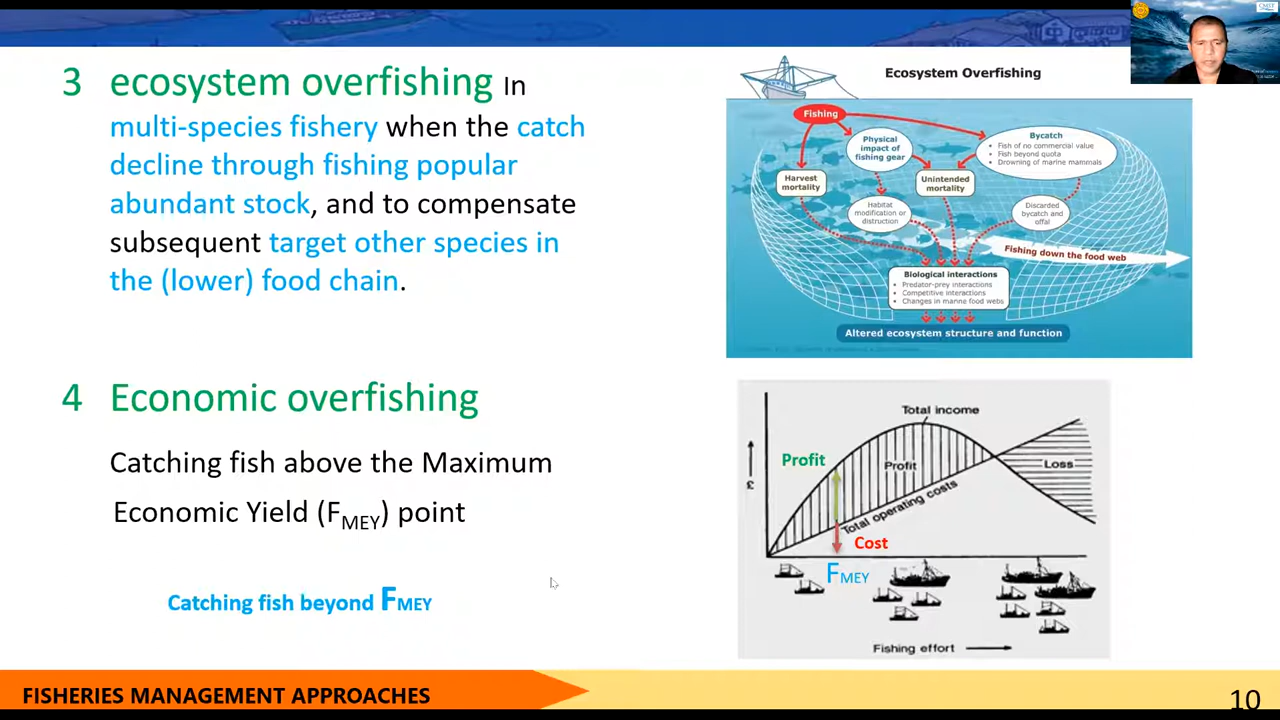 3 ecosystem overfishing In
multi-species fishery when the catch
decline through fishing popular
abundant stock, and to compensate
subsequent target other species in
the (lower) food chain.
Ecosystem Overfishing
Fishing
Physical
impact of
fishing gear
Bycatch
• Fish of no commercial value
• Fish beyond quota
• Drowning of marine mammals
Harvest
mortality
Unintended
mortality
Habitat
modification or
distruction
Discarded
bycatch and
offal
Fishing down the food web
Biological interactions
• Predator-prey interactions
• Competitive interactions
• Changes in marine food webs
Altered ecosystem structure and function
4 Economic overfishing
Catching fish above the Maximum
Economic Yield (FMEY) point
Catching fish beyond FMEY
Total income
Profit
Profit
Loss
£
Total operating costs
Cost
FMEY
Fishing effort
FISHERIES MANAGEMENT APPROACHES
10